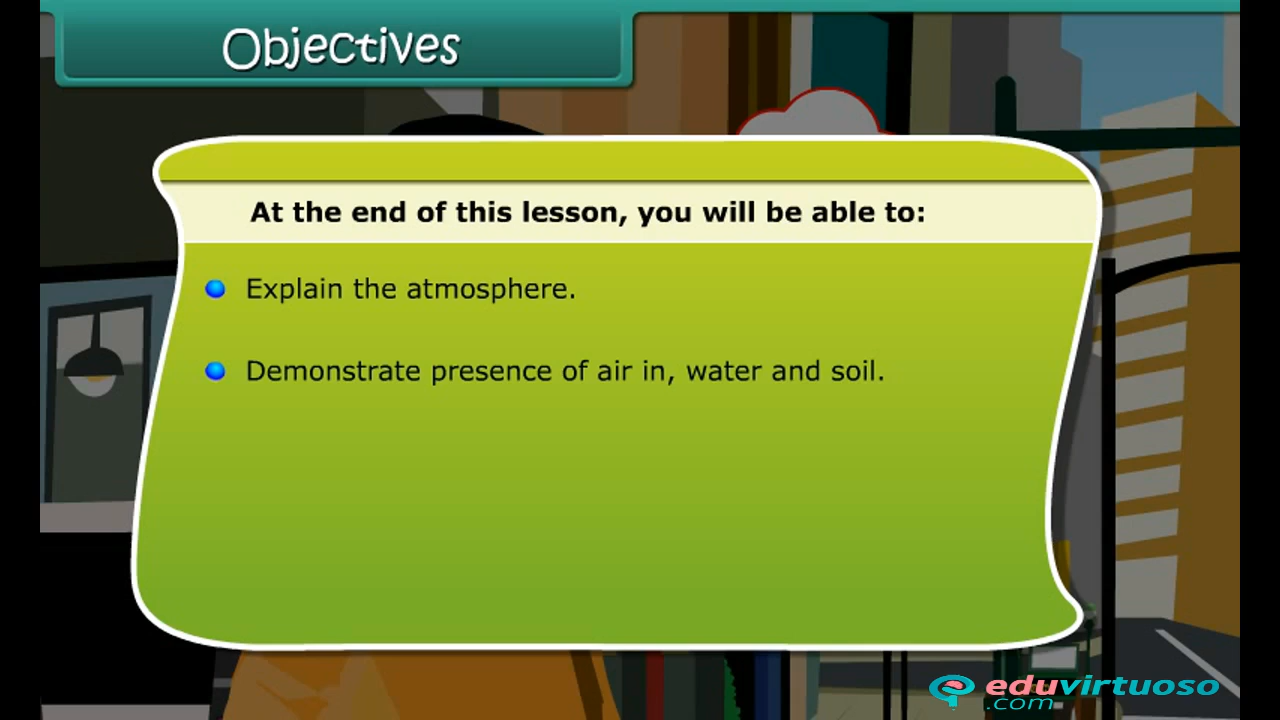 Objectives
At the end of this lesson, you will be able to:
Explain the atmosphere.
Demonstrate presence of air in, water and soil.
eduvirtuoso
.com